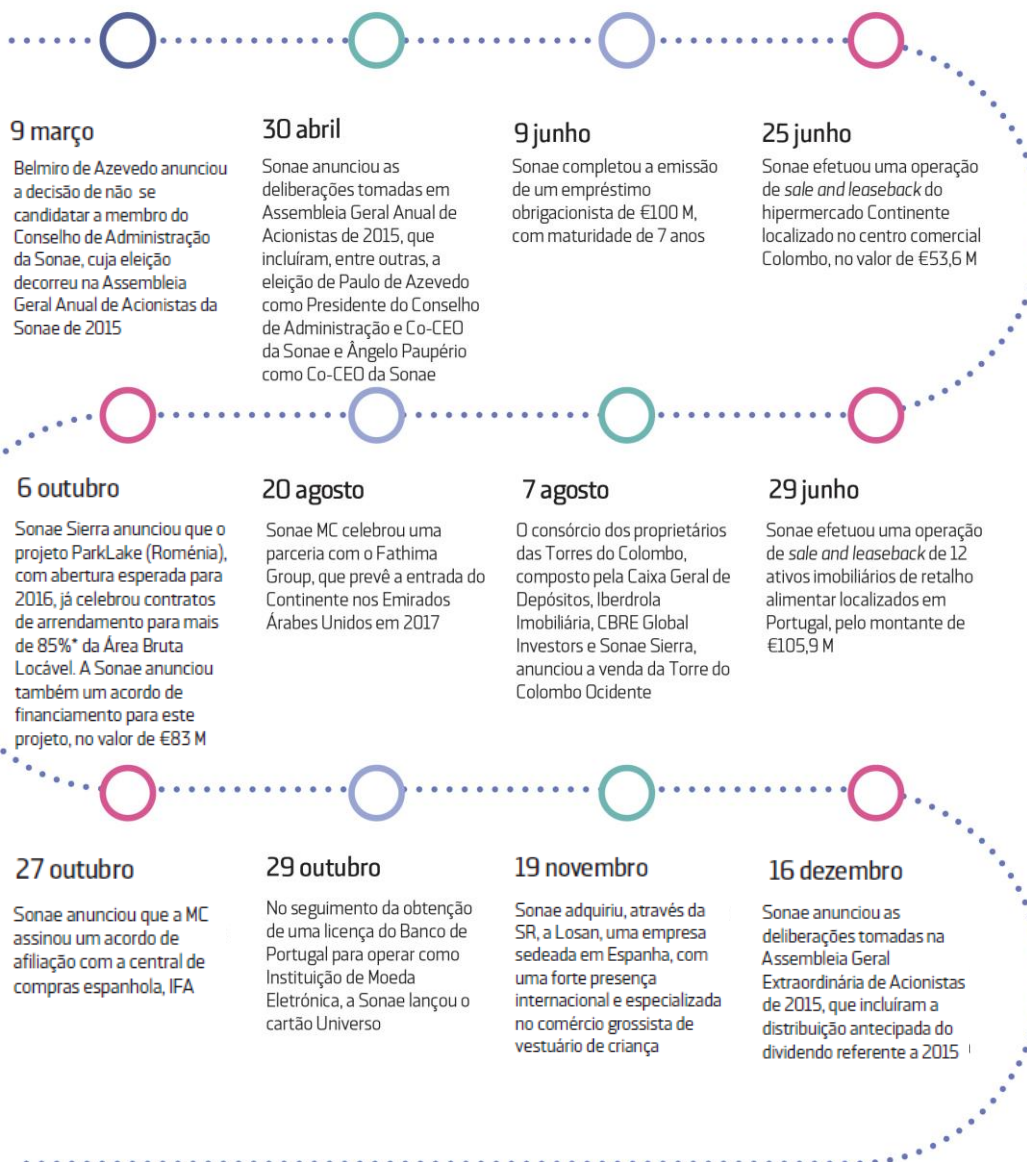 9 março
Belmiro de Azevedo anunciou
a decisão de não se
candidatar a membro do
Conselho de Administração
da Sonae, cuja eleição
decorreu na Assembleia
Geral Anual de Acionistas da
Sonae de 2015
30 abril
Sonae anunciou as
deliberações tomadas em
Assembleia Geral Anual de
Acionistas de 2015, que
incluíram, entre outras, a
eleição de Paulo de Azevedo
como Presidente do Conselho
de Administração e Co-CEO
da Sonae e Ângelo Paupério
como Co-CEO da Sonae
9 junho
Sonae completou a emissão
de um empréstimo
obrigacionista de €100 M,
com maturidade de 7 anos
25 junho
Sonae efetuou uma operação
de sale and leaseback do
hipermercado Continente
localizado no centro comercial
Colombo, no valor de €53,6 M
29 junho
Sonae efetuou uma operação
de sale and leaseback de 12
ativos imobiliários de retalho
alimentar localizados em
Portugal, pelo montante de
€105,9 M
7 agosto
O consórcio dos proprietários
das Torres do Colombo,
composto pela Caixa Geral de
Depósitos, Iberdrola
Imobiliária, CBRE Global
Investors e Sonae Sierra,
anunciou a venda da Torre do
Colombo Ocidente
20 agosto
Sonae MC celebrou uma
parceria com o Fathima
Group, que prevê a entrada do
Continente nos Emirados
Árabes Unidos em 2017
6 outubro
Sonae Sierra anunciou que o
projeto ParkLake (Roménia),
com abertura esperada para
2016, já celebrou contratos
de arrendamento para mais
de 85%* da Área Bruta
Locável. A Sonae anunciou
também um acordo de
financiamento para este
projeto, no valor de €83 M
27 outubro
Sonae anunciou que a MC
assinou um acordo de
afiliação com a central de
compras espanhola, IFA
29 outubro
No seguimento da obtenção
de uma licença do Banco de
Portugal para operar como
Instituição de Moeda
Eletrónica, a Sonae lançou o
cartão Universo
19 novembro
Sonae adquiriu, através da
SR, a Losan, uma empresa
sedeada em Espanha, com
uma forte presença
internacional e especializada
no comércio grossista de
vestuário de criança
16 dezembro
Sonae anunciou as
deliberações tomadas na
Assembleia Geral
Extraordinária de Acionistas
de 2015, que incluíram a
distribuição antecipada do
dividendo referente a 2015